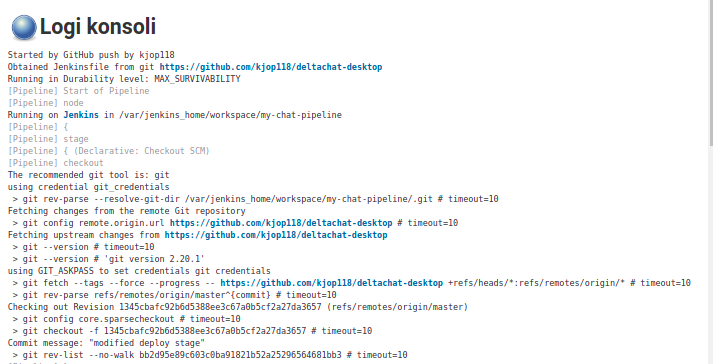 Logi konsoli
Started by GitHub push by kjop118
Obtained Jenkinsfile from git https://github.com/kjop118/deltachat-desktop
Running in Durability level: MAX_SURVIVABILITY
[Pipeline] Start of Pipeline
[Pipeline] node
Running on Jenkins in /var/jenkins_home/workspace/my-chat-pipeline
[Pipeline] {
[Pipeline] stage
[Pipeline] { (Declarative: Checkout SCM)
[Pipeline] checkout
The recommended git tool is: git
using credential git_credentials
 > git rev-parse --resolve-git-dir /var/jenkins_home/workspace/my-chat-pipeline/.git # timeout=10
Fetching changes from the remote Git repository
 > git config remote.origin.url https://github.com/kjop118/deltachat-desktop # timeout=10
Fetching upstream changes from https://github.com/kjop118/deltachat-desktop
 > git --version # timeout=10
 > git --version # 'git version 2.20.1'
using GIT_ASKPASS to set credentials git credentials
 > git fetch --tags --force --progress -- https://github.com/kjop118/deltachat-desktop +refs/heads/*:refs/remotes/origin/* # timeout=10
 > git rev-parse refs/remotes/origin/master^{commit} # timeout=10
Checking out Revision 1345cbafc92b6d5388ee3c67a0b5cf2a27da3657 (refs/remotes/origin/master)
 > git config core.sparsecheckout # timeout=10
 > git checkout -f 1345cbafc92b6d5388ee3c67a0b5cf2a27da3657 # timeout=10
Commit message: "modified deploy stage"
 > git rev-list --no-walk bb2d95e89c603c0ba91821b52a25296564681bb3 # timeout=10